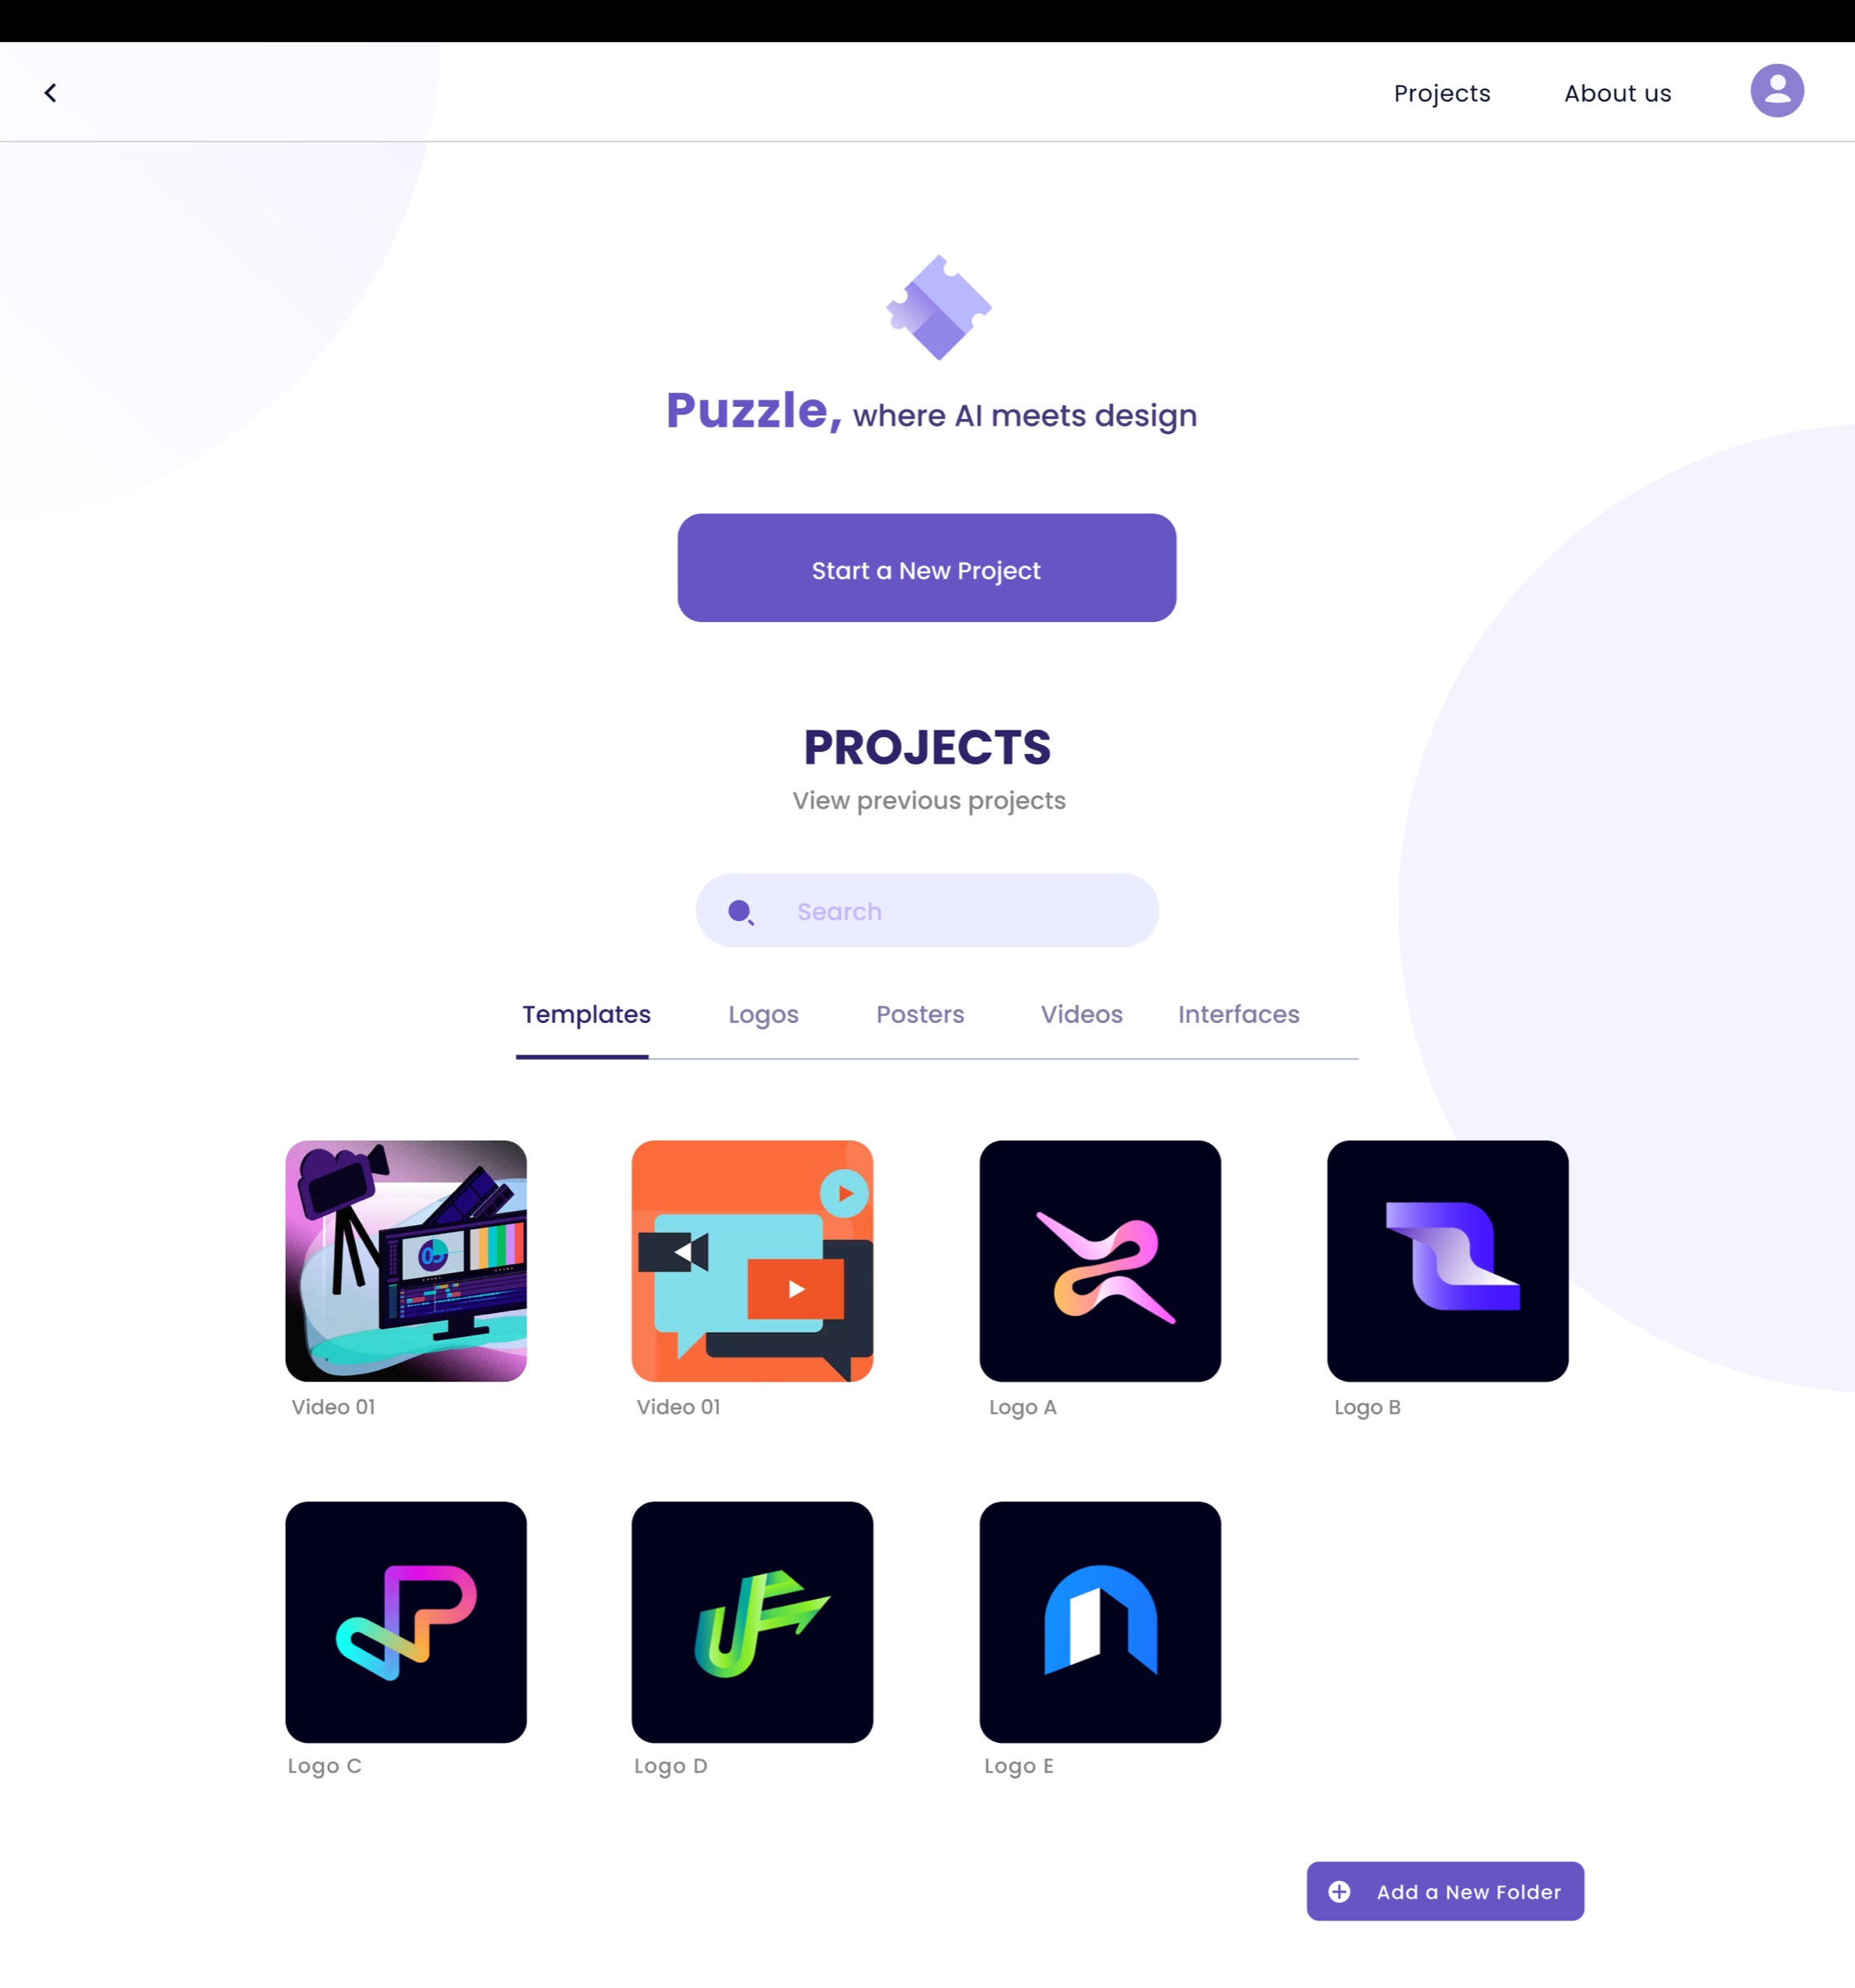 Projects About us
Puzzle, where AI meets design
Start a New Project
PROJECTS
View previous projects
Search
Templates Logos Posters Videos Interfaces
Video 01 Video 01 Logo A Logo B
Logo C Logo D Logo E
Add a New Folder